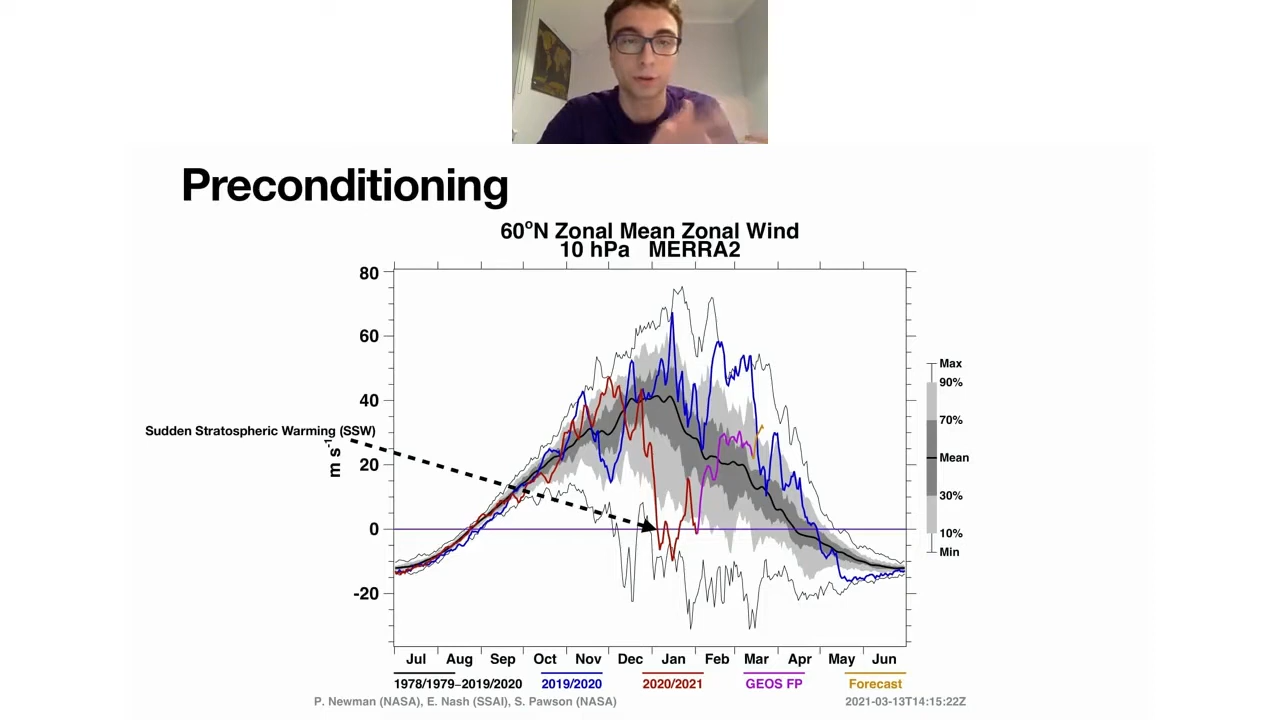 Preconditioning
60°N Zonal Mean Zonal Wind
10 hPa MERRA2
80
60
40
20
0
-20
m s⁻¹
Sudden Stratospheric Warming (SSW)
Max
90%
70%
Mean
30%
10%
Min
Jul Aug Sep Oct Nov Dec Jan Feb Mar Apr May Jun
1978/1979–2019/2020 2019/2020 2020/2021 GEOS FP Forecast
P. Newman (NASA), E. Nash (SSAI), S. Pawson (NASA) 2021-03-13T14:15:22Z